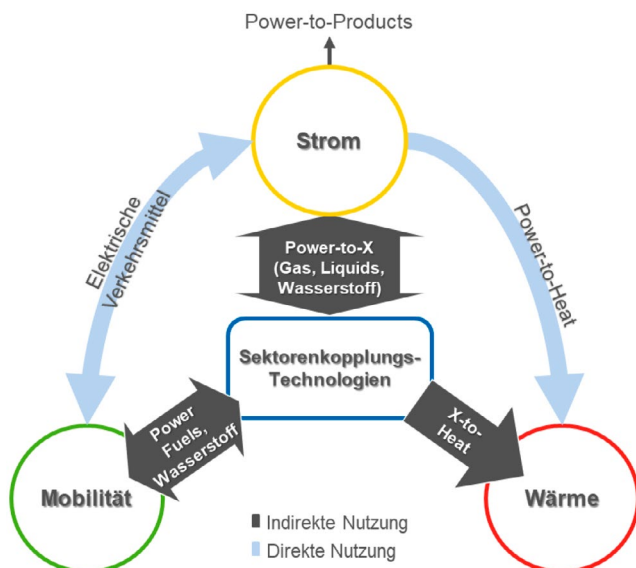 Power-to-Products
Strom
Elektrische
Verkehrsmittel
Power-to-Heat
Power-to-X
(Gas, Liquids,
Wasserstoff)
Sektorenkopplungs-
Technologien
Power
Fuels,
Wasserstoff
X-to-
Heat
Mobilität
Wärme
Indirekte Nutzung
Direkte Nutzung